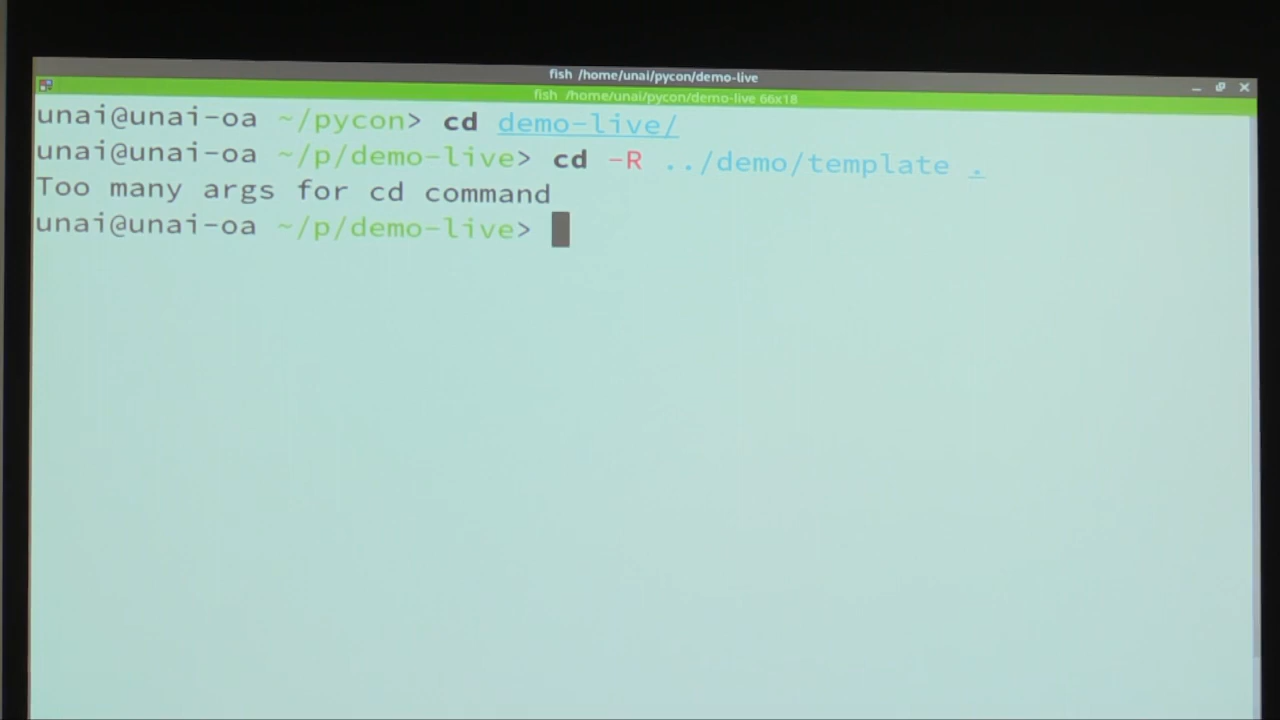 fish /home/unai/pycon/demo-live
fish /home/unai/pycon/demo-live 66x18
unai@unai-oa ~/pycon> cd demo-live/
unai@unai-oa ~/p/demo-live> cd -R ../demo/template .
Too many args for cd command
unai@unai-oa ~/p/demo-live>